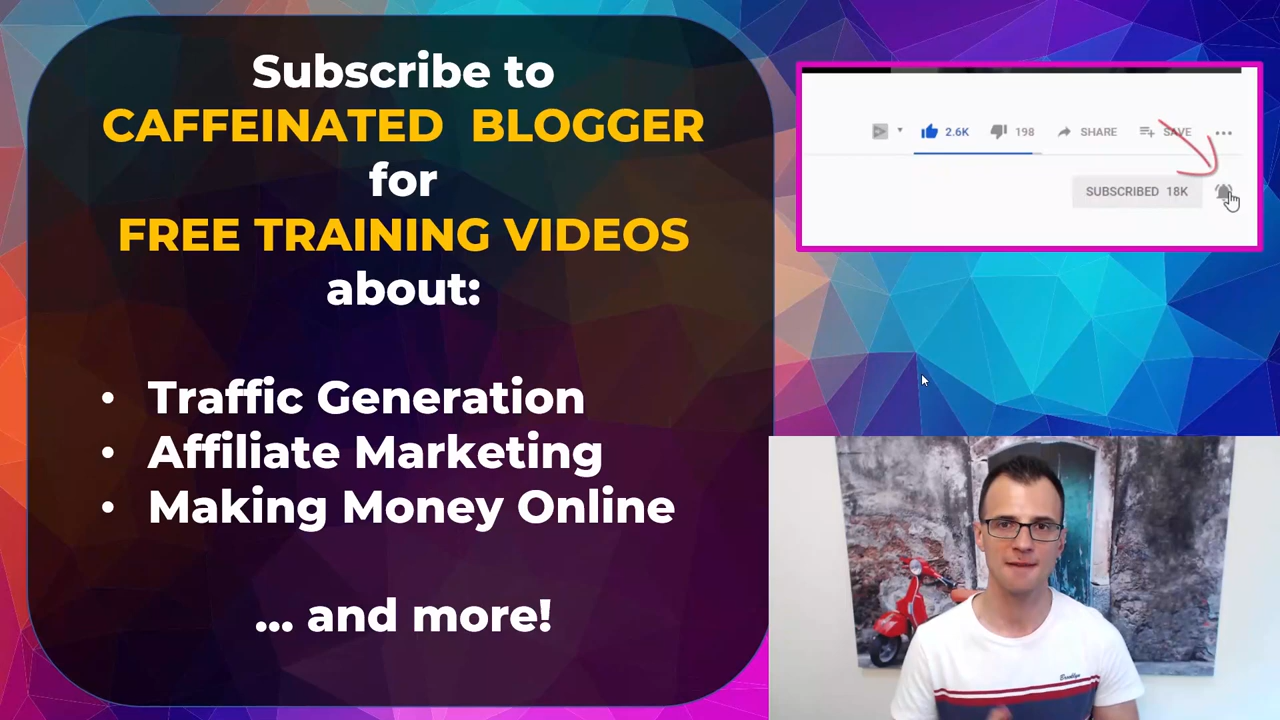 Subscribe to
CAFFEINATED BLOGGER
for
FREE TRAINING VIDEOS
about:
• Traffic Generation
• Affiliate Marketing
• Making Money Online
... and more!
2.6K 198 SHARE SAVE
SUBSCRIBED 18K
Brooklyn